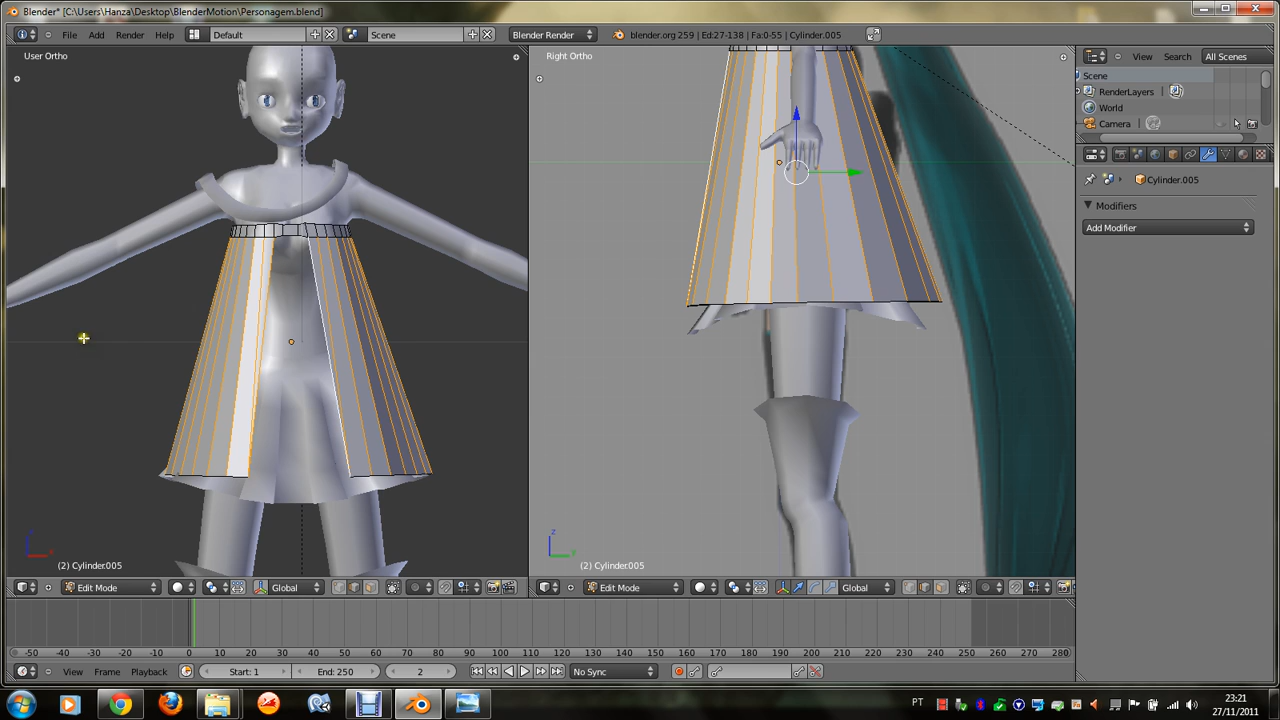 Blender* [C:\Users\Hanza\Desktop\BlenderMotion\Personagem.blend]
File Add Render Help Default Scene Blender Render blender.org 259 | Ed:27-138 | Fa:0-55 | Cylinder.005
View Search All Scenes
User Ortho
Right Ortho
Scene
RenderLayers
World
Camera
Cylinder.005
Modifiers
Add Modifier
z
x
z
y
(2) Cylinder.005
(2) Cylinder.005
Edit Mode Global
Edit Mode Global
-50 -40 -30 -20 -10 0 10 20 30 40 50 60 70 80 90 100 110 120 130 140 150 160 170 180 190 200 210 220 230 240 250 260 270 280
View Frame Playback Start: 1 End: 250 2 No Sync
PT
23:21
27/11/2011